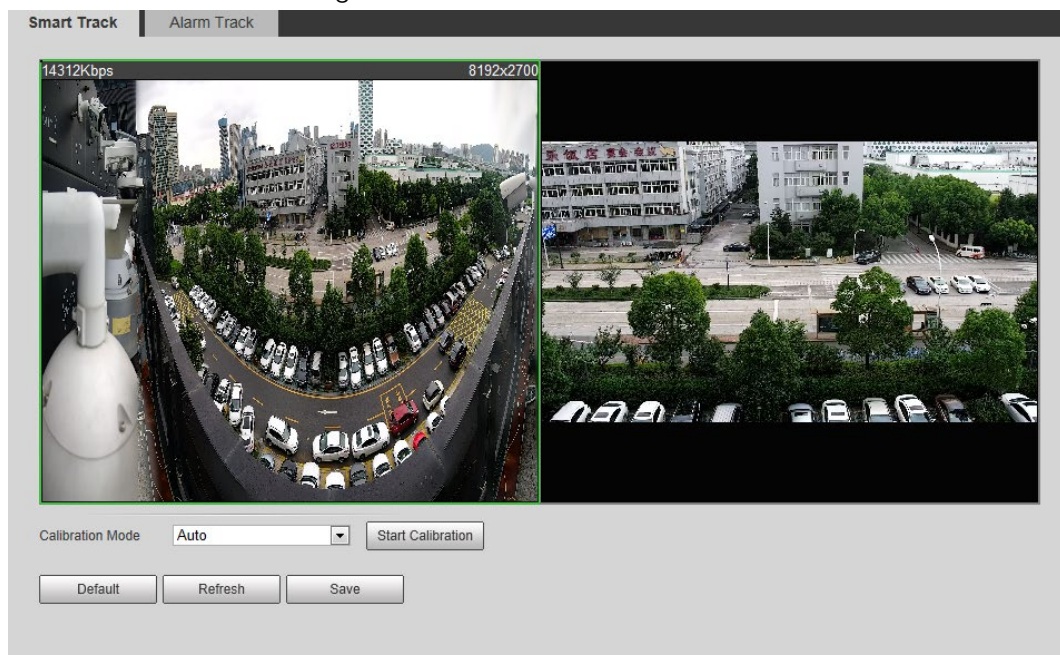 Smart Track
Alarm Track
14312Kbps
8192x2700
Calibration Mode
Auto
Start Calibration
Default
Refresh
Save